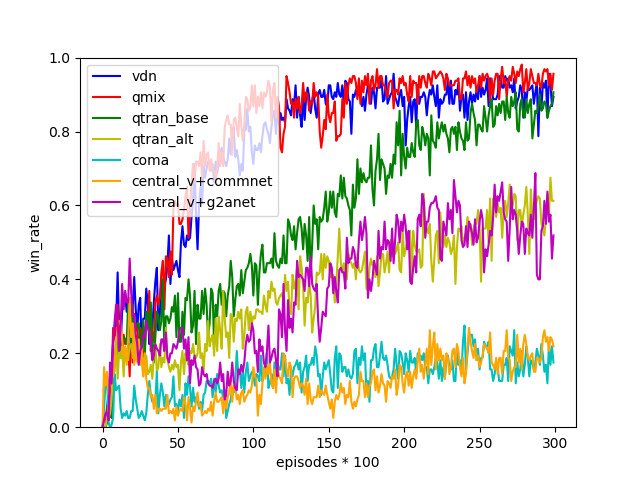 1.0
0.8
0.6
0.4
0.2
0.0
win_rate
vdn
qmix
qtran_base
qtran_alt
coma
central_v+commnet
central_v+g2anet
0 50 100 150 200 250 300
episodes * 100